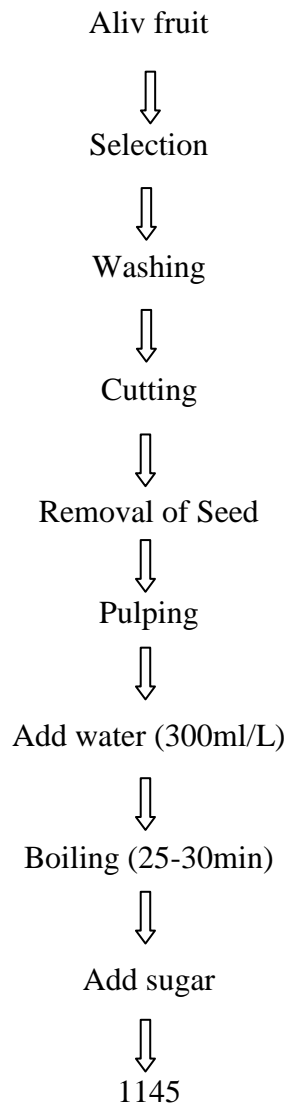 Aliv fruit
Selection
Washing
Cutting
Removal of Seed
Pulping
Add water (300ml/L)
Boiling (25-30min)
Add sugar
1145